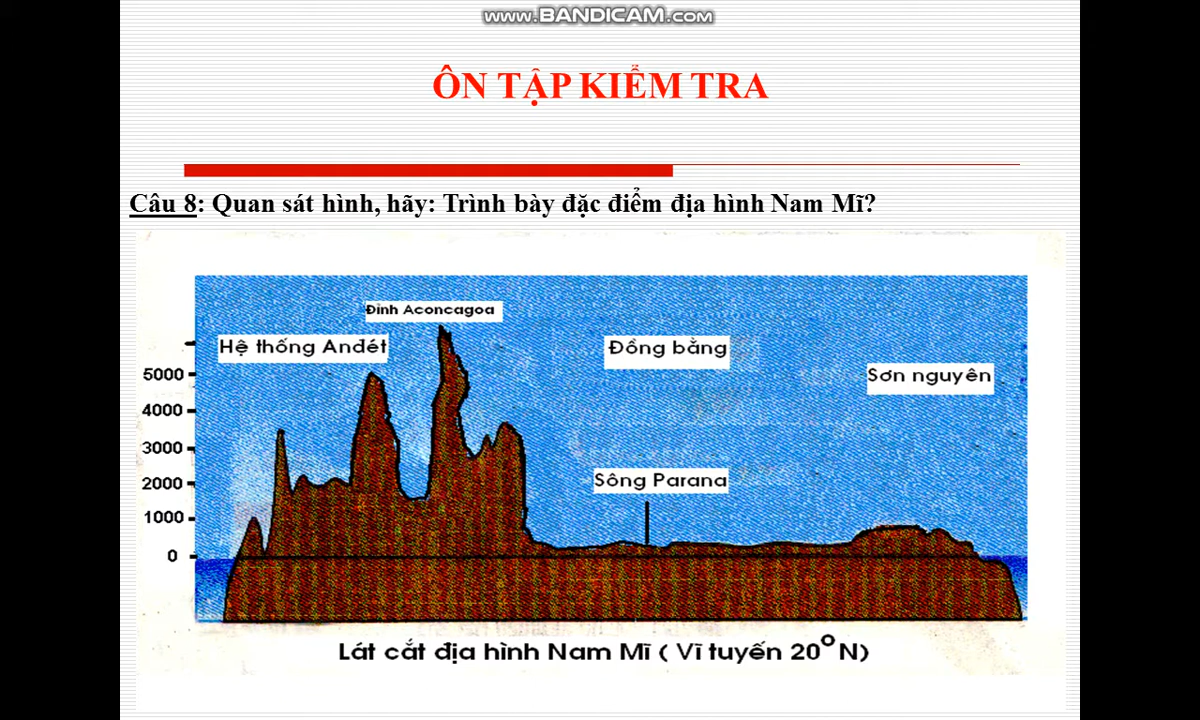 www.BANDICAM.com
ÔN TẬP KIỂM TRA
Câu 8: Quan sát hình, hãy: Trình bày đặc điểm địa hình Nam Mĩ?
Đỉnh Aconcagoa
Hệ thống Anđét
Đồng bằng
Sơn nguyên
5000
4000
3000
2000
1000
0
Sông Parana
Lát cắt địa hình Nam Mĩ ( Vĩ tuyến 20⁰ N)